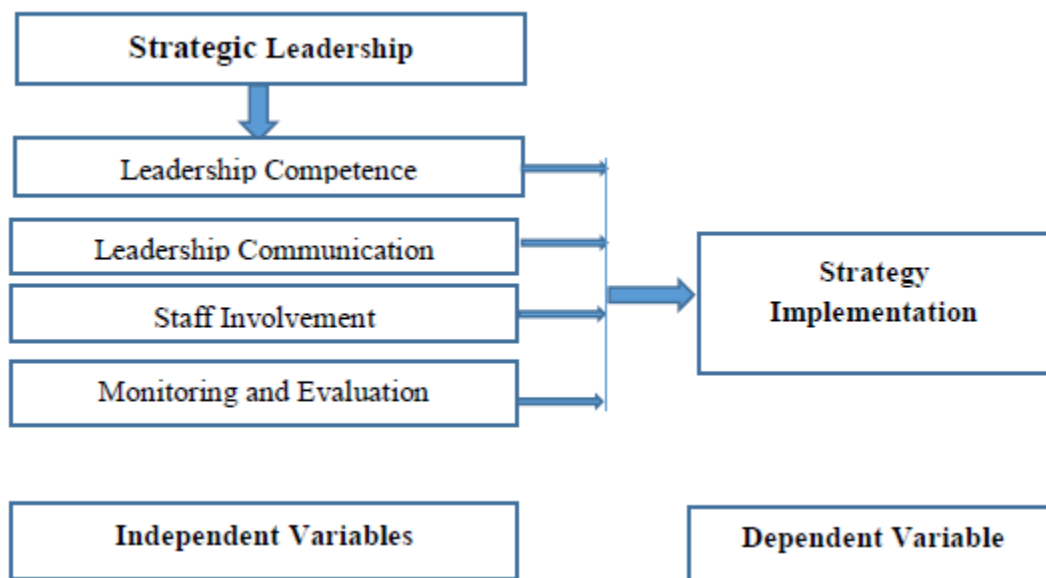 Strategic Leadership
Leadership Competence
Leadership Communication
Staff Involvement
Monitoring and Evaluation
Strategy
Implementation
Independent Variables
Dependent Variable